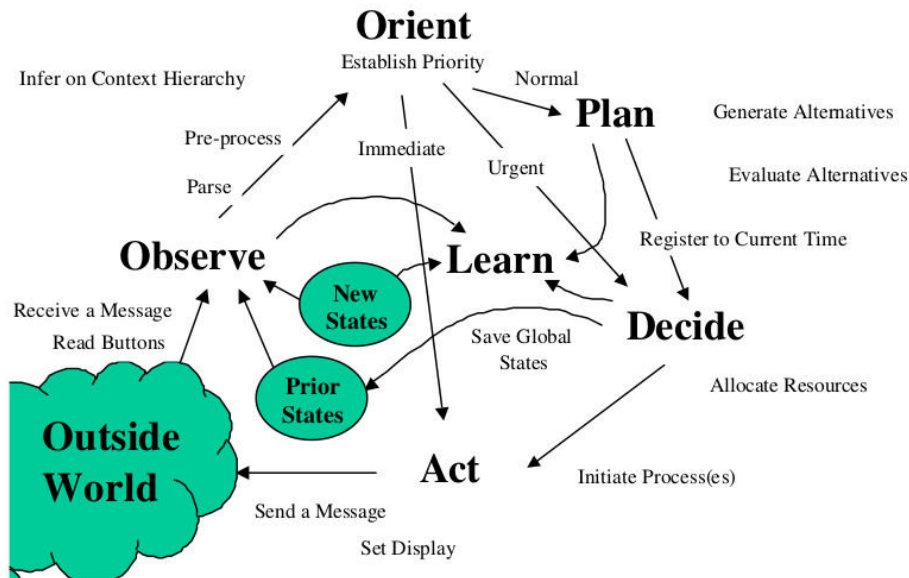 Orient
Establish Priority
Infer on Context Hierarchy
Normal
Plan
Generate Alternatives
Pre-process
Immediate
Urgent
Evaluate Alternatives
Parse
Observe
Learn
Register to Current Time
New
States
Receive a Message
Read Buttons
Save Global
States
Decide
Prior
States
Allocate Resources
Outside
World
Act
Initiate Process(es)
Send a Message
Set Display